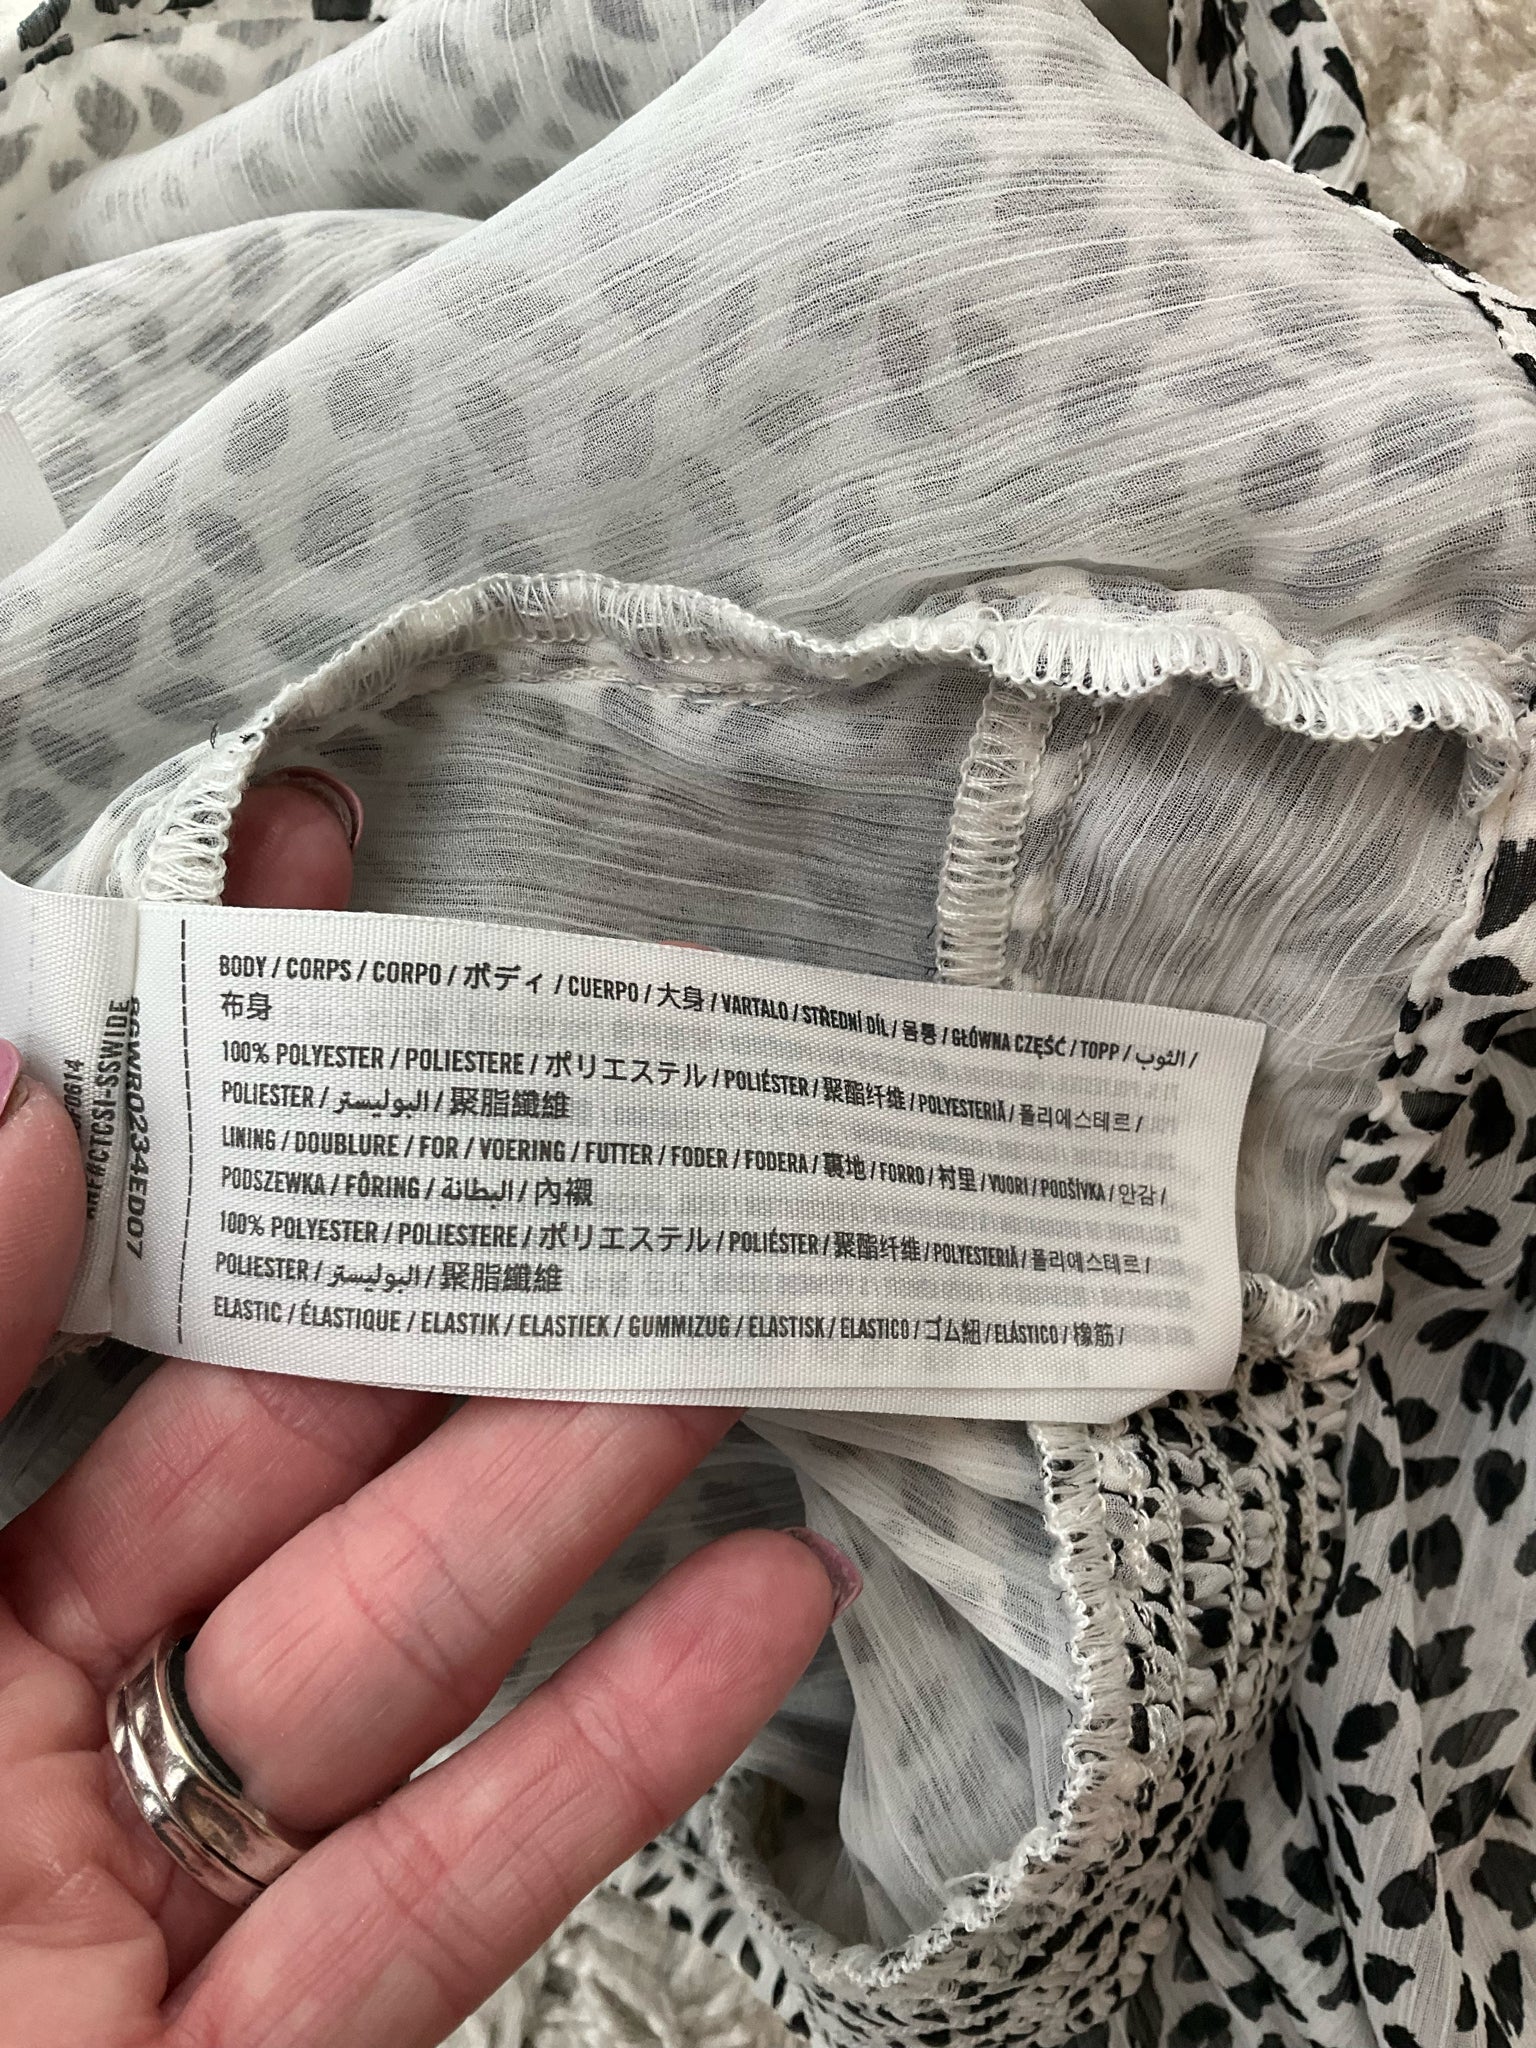 BODY / CORPS / CORPO / ボディ / CUERPO / 大身 / VARTALO / STŘEDNÍ DÍL / 몸통 / GŁÓWNA CZĘŚĆ / TOPP / الثوب /
布身
100% POLYESTER / POLIESTERE / ポリエステル / POLIÉSTER / 聚酯纤维 / POLYESTERIÄ / 폴리에스테르 /
POLIESTER / البوليستر / 聚脂纖維
LINING / DOUBLURE / FOR / VOERING / FUTTER / FODER / FODERA / 裏地 / FORRO / 衬里 / VUORI / PODŠÍVKA / 안감 /
PODSZEWKA / FÔRING / البطانة / 內襯
100% POLYESTER / POLIESTERE / ポリエステル / POLIÉSTER / 聚酯纤维 / POLYESTERIÄ / 폴리에스테르 /
POLIESTER / البوليستر / 聚脂纖維
ELASTIC / ÉLASTIQUE / ELASTIK / ELASTIEK / GUMMIZUG / ELASTISK / ELASTICO / ゴム紐 / ELÁSTICO / 橡筋 /
MNF#CTCSI-SSWIDE